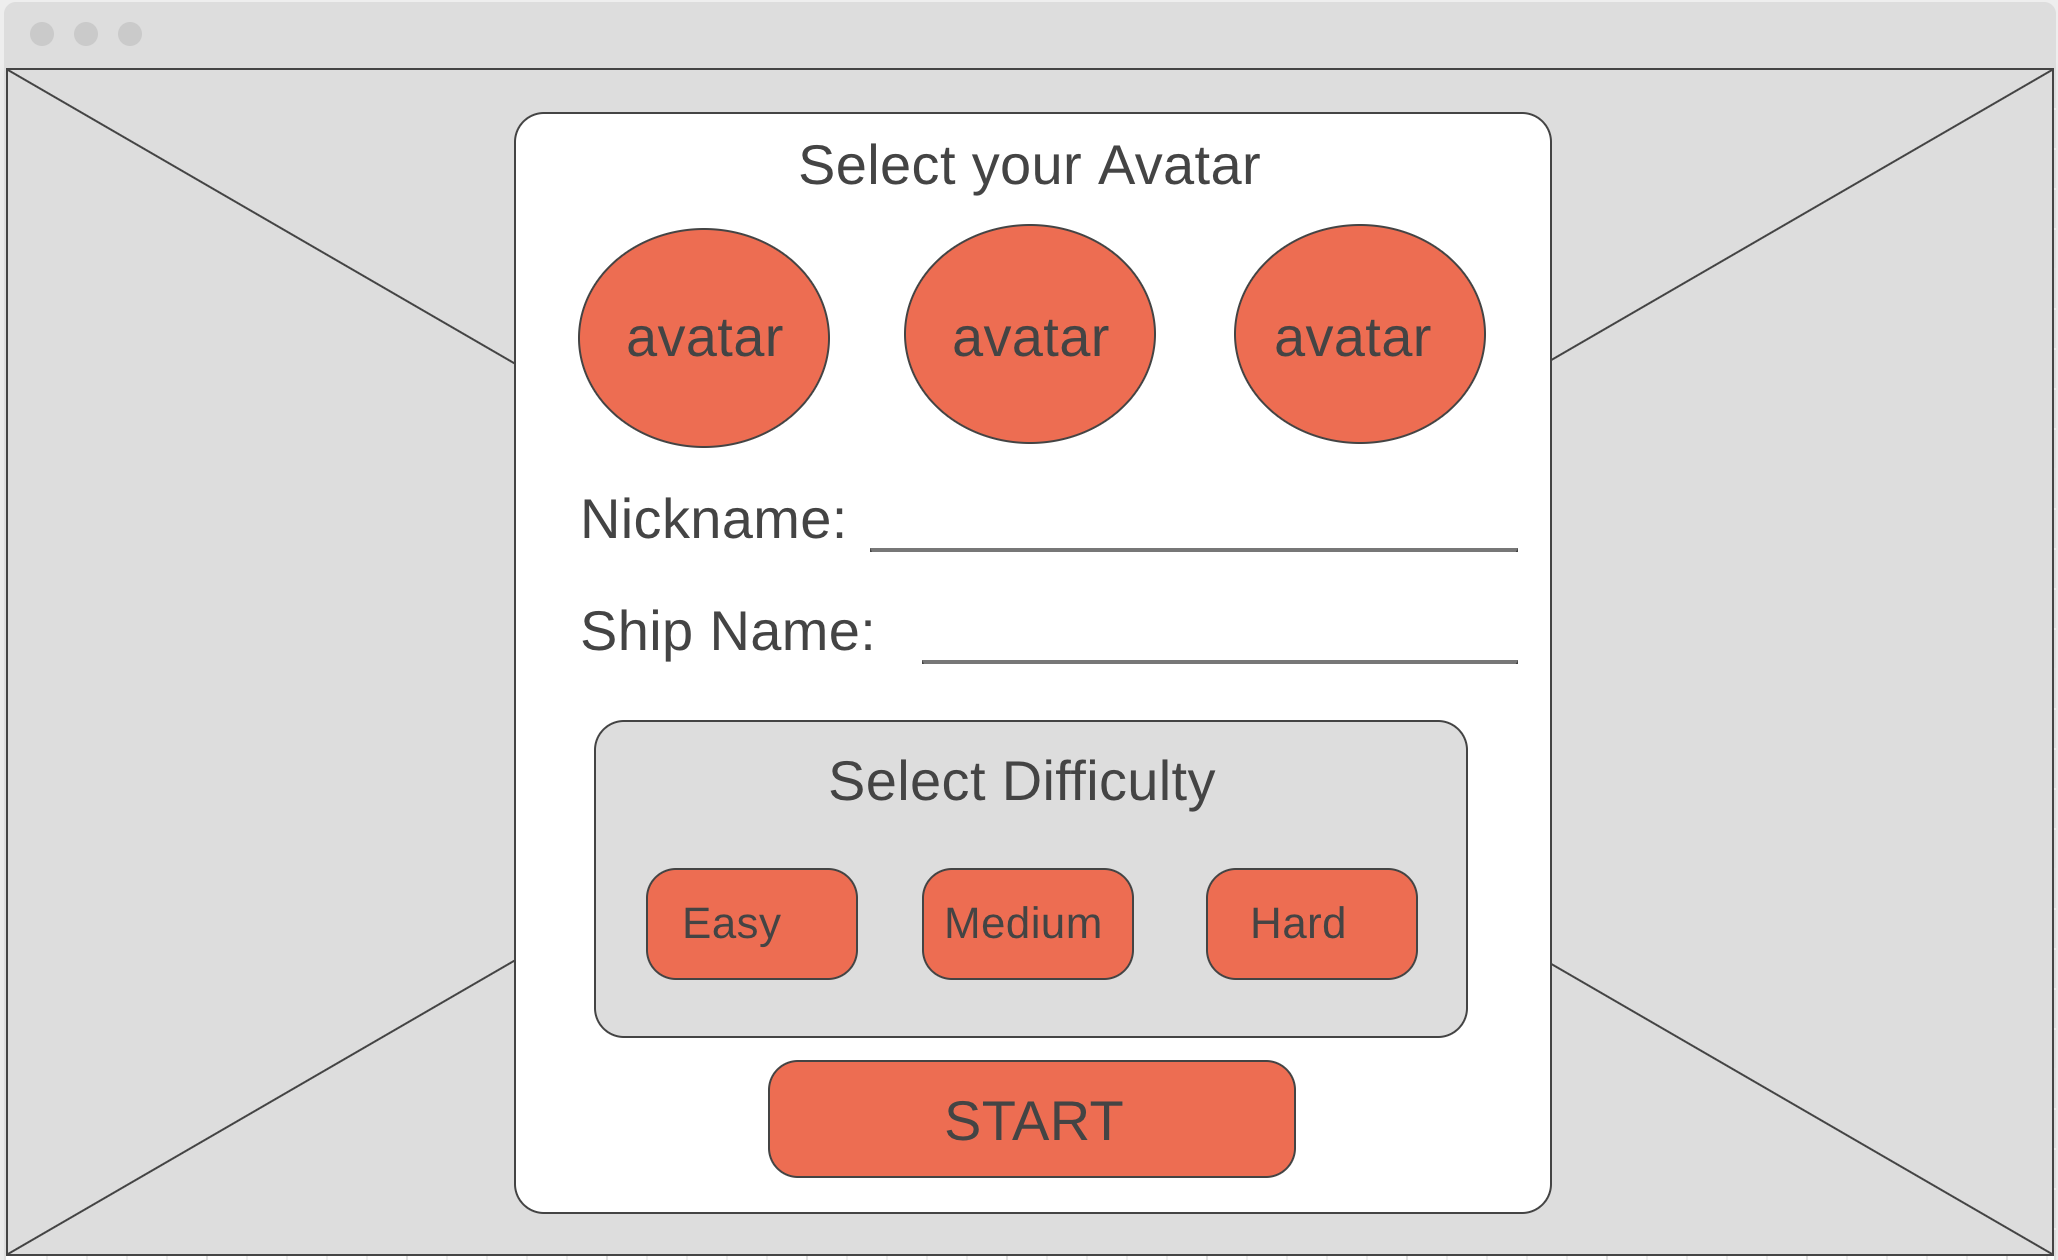 Select your Avatar
avatar avatar avatar
Nickname:
Ship Name:
Select Difficulty
Easy Medium Hard
START